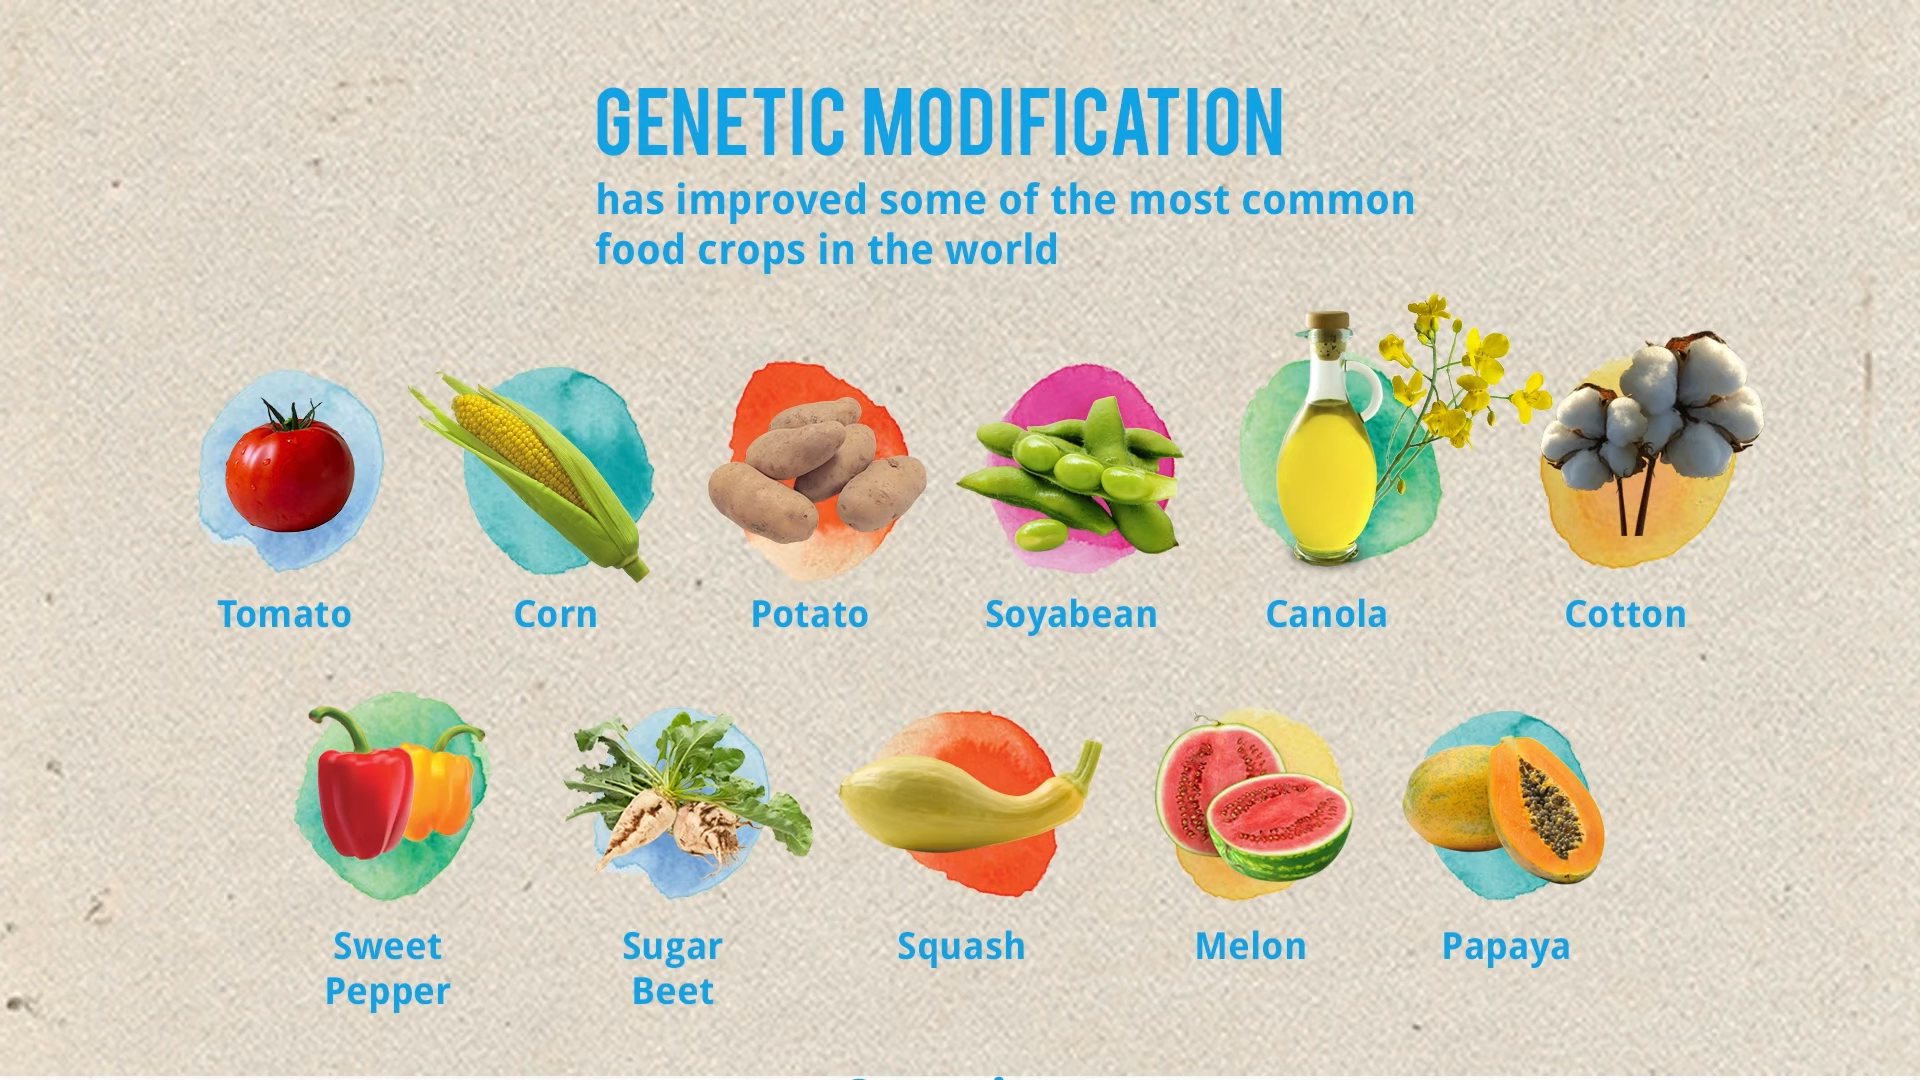 GENETIC MODIFICATION
has improved some of the most common
food crops in the world
Tomato
Corn
Potato
Soyabean
Canola
Cotton
Sweet
Pepper
Sugar
Beet
Squash
Melon
Papaya